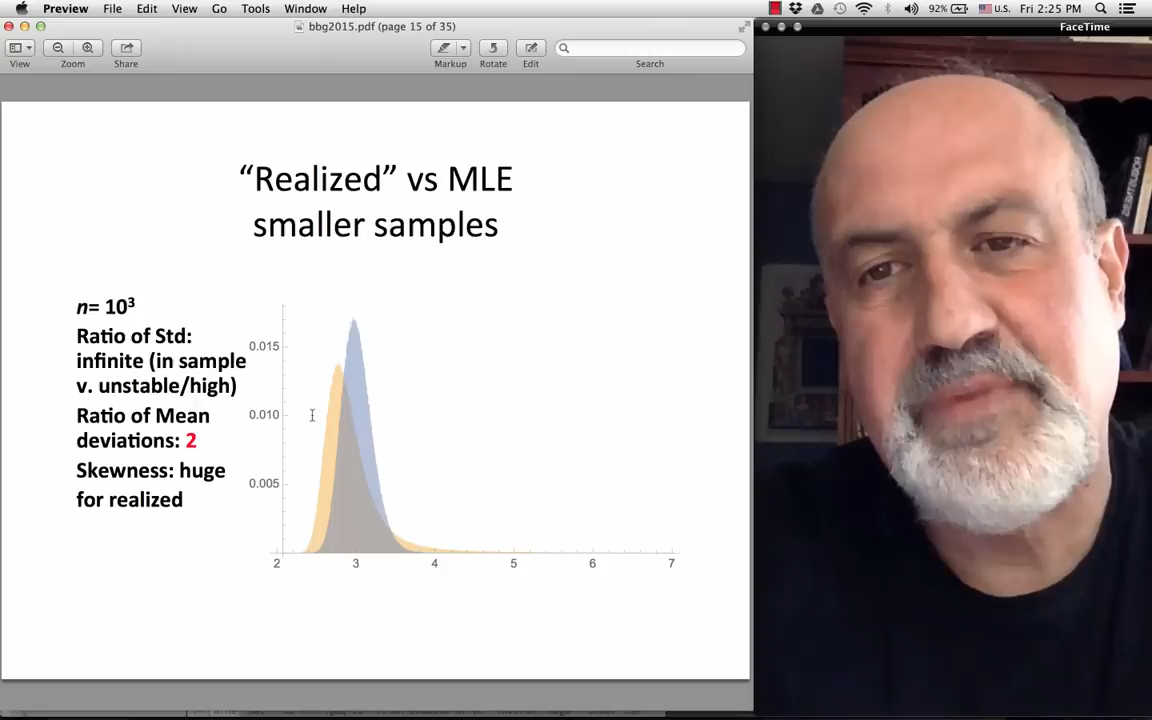 Preview File Edit View Go Tools Window Help 92% U.S. Fri 2:25 PM
bbg2015.pdf (page 15 of 35)
FaceTime
View Zoom Share Markup Rotate Edit Search
Search
“Realized” vs MLE
smaller samples
n= 10³
Ratio of Std:
infinite (in sample
v. unstable/high)
Ratio of Mean
deviations: 2
Skewness: huge
for realized
0.015
0.010
0.005
2 3 4 5 6 7